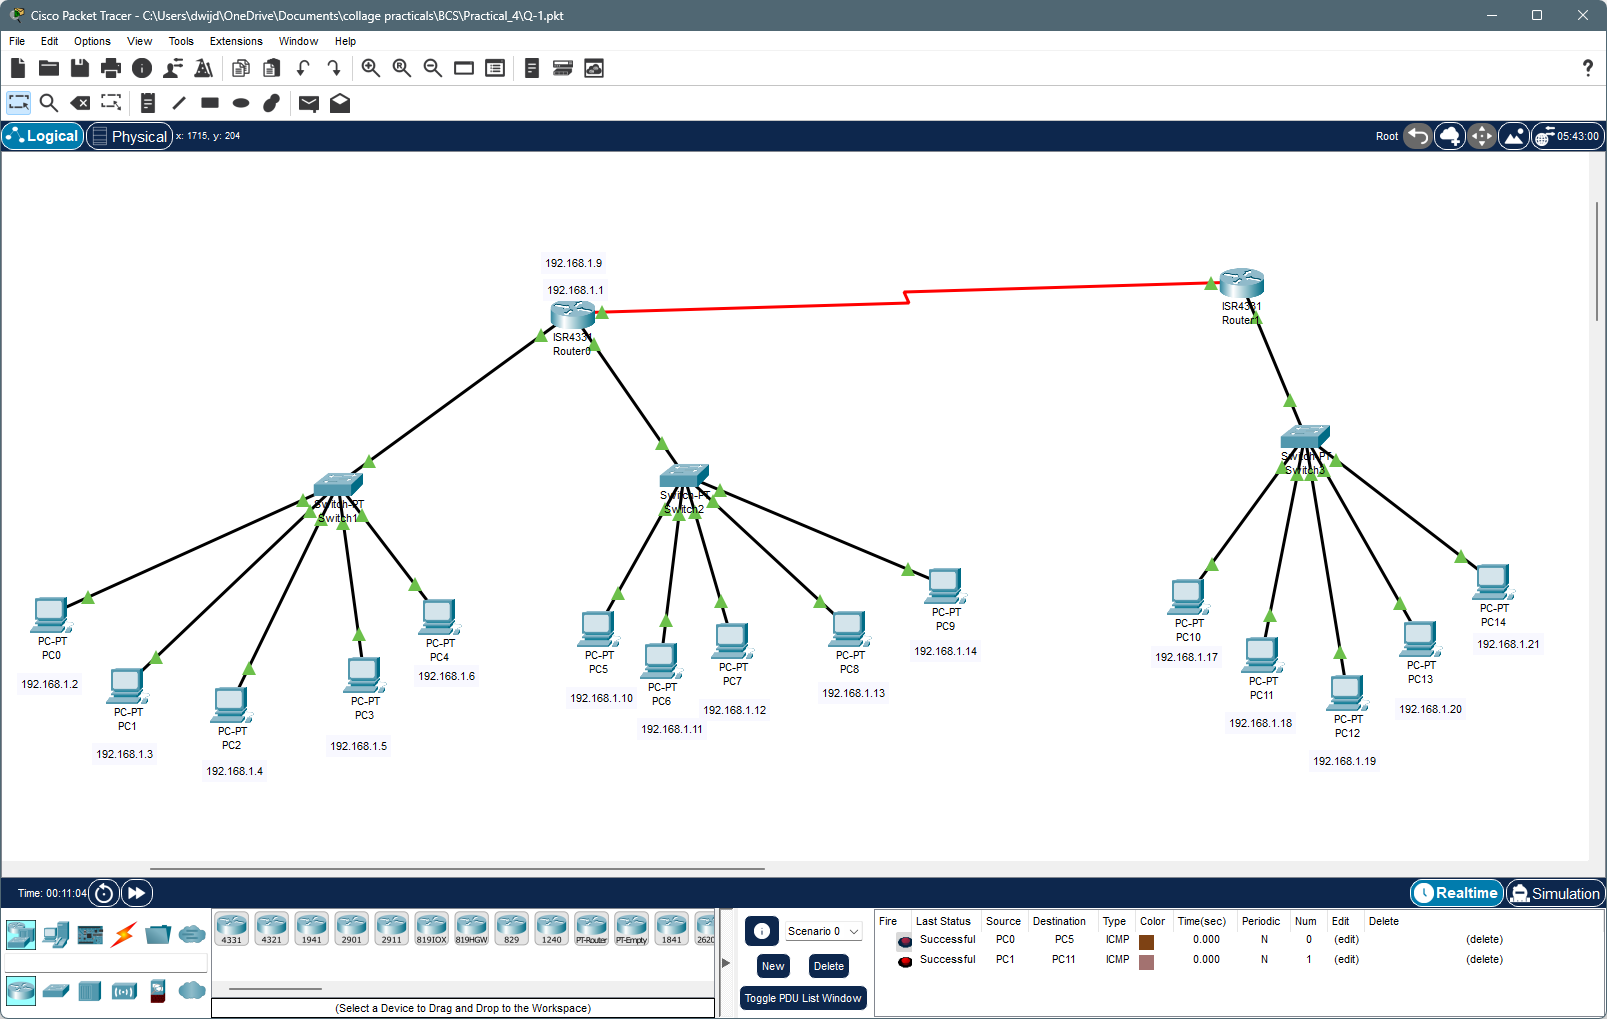 Cisco Packet Tracer - C:\Users\dwijd\OneDrive\Documents\collage practicals\BCS\Practical_4\Q-1.pkt
File Edit Options View Tools Extensions Window Help
?
Logical Physical x: 1715, y: 204 Root 05:43:00
192.168.1.9
192.168.1.1
ISR4331
Router0
ISR4331
Router1
Switch-PT
Switch1
Switch-PT
Switch2
Switch-PT
Switch3
PC-PT
PC0
192.168.1.2
PC-PT
PC1
192.168.1.3
PC-PT
PC2
192.168.1.4
PC-PT
PC3
192.168.1.5
PC-PT
PC4
192.168.1.6
PC-PT
PC5
192.168.1.10
PC-PT
PC6
192.168.1.11
PC-PT
PC7
192.168.1.12
PC-PT
PC8
192.168.1.13
PC-PT
PC9
192.168.1.14
PC-PT
PC10
192.168.1.17
PC-PT
PC11
192.168.1.18
PC-PT
PC12
192.168.1.19
PC-PT
PC13
192.168.1.20
PC-PT
PC14
192.168.1.21
Time: 00:11:04 Realtime Simulation
4331 4321 1941 2901 2911 819IOX 819HGW 829 1240 PT-Router PT-Empty 1841 262
(Select a Device to Drag and Drop to the Workspace)
Scenario 0
New Delete
Toggle PDU List Window
Fire Last Status Source Destination Type Color Time(sec) Periodic Num Edit Delete
Successful PC0 PC5 ICMP 0.000 N 0 (edit) (delete)
Successful PC1 PC11 ICMP 0.000 N 1 (edit) (delete)